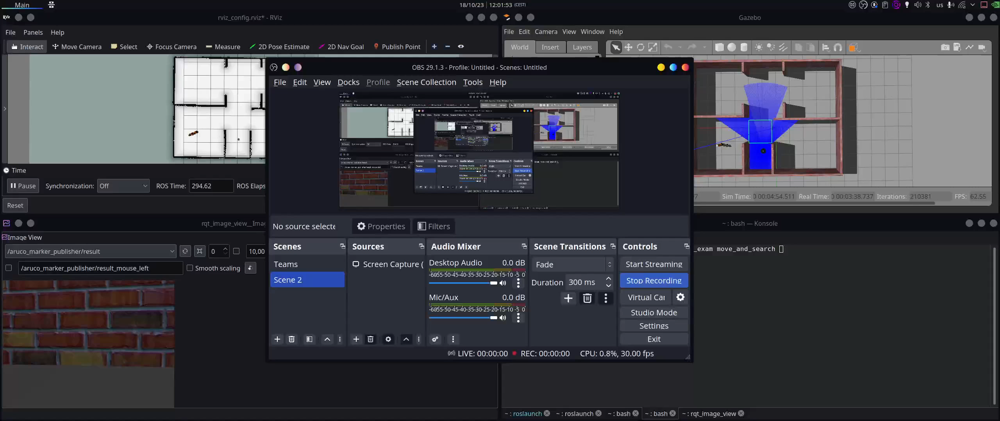 Main
18/10/23 | 12:01:53 (CEST)
us
RViz
rviz_config.rviz* - RViz
File Panels Help
Interact Move Camera Select Focus Camera Measure 2D Pose Estimate 2D Nav Goal Publish Point
Time
Pause Synchronization: Off ROS Time: 294.62 ROS Elaps
Reset
Gazebo
File Edit Camera View Window Help
World Insert Layers
LOG
7 Sim Time: 0 00:04:54.511 Real Time: 0 00:03:38.737 Iterations: 210381 FPS: 62.55
OBS 29.1.3 - Profile: Untitled - Scenes: Untitled
File Edit View Docks Profile Scene Collection Tools Help
No source selecte Properties Filters
Scenes
Teams
Scene 2
Sources
Screen Capture (
Audio Mixer
Desktop Audio 0.0 dB
-60-55-50-45-40-35-30-25-20-15-10 -5 0
Mic/Aux 0.0 dB
-60-55-50-45-40-35-30-25-20-15-10 -5 0
Scene Transitions
Fade
Duration 300 ms
Controls
Start Streaming
Stop Recording
Virtual Car
Studio Mode
Settings
Exit
LIVE: 00:00:00 REC: 00:00:00 CPU: 0.8%, 30.00 fps
rqt_image_view__Imag
Image View
/aruco_marker_publisher/result 0 10,00
/aruco_marker_publisher/result_mouse_left Smooth scaling
~ : bash — Konsole
_exam move_and_search
~ : roslaunch ~ : roslaunch ~ : bash ~ : bash ~ : rqt_image_view